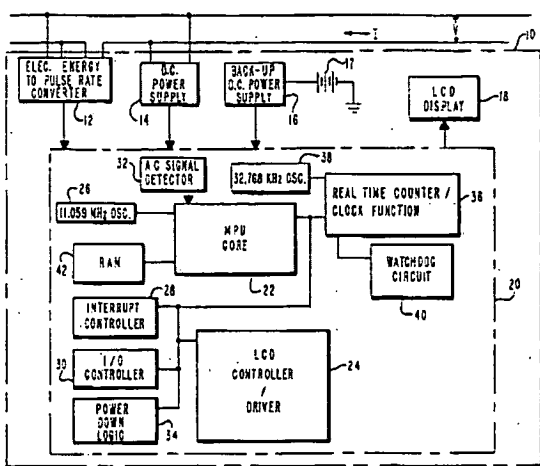 I
V
10
ELEC. ENERGY
TO PULSE RATE
CONVERTER
12
D.C.
POWER
SUPPLY
14
BACK-UP
D.C. POWER
SUPPLY
16
17
LCD
DISPLAY
18
32
A C SIGNAL
DETECTOR
38
32,768 KHz OSC.
26
11.059 MHz OSC.
MPU
CORE
22
REAL TIME COUNTER /
CLOCK FUNCTION
36
42
RAM
WATCHDOG
CIRCUIT
40
20
28
INTERRUPT
CONTROLLER
30
I/O
CONTROLLER
POWER
DOWN
LOGIC
34
LCD
CONTROLLER
/
DRIVER
24